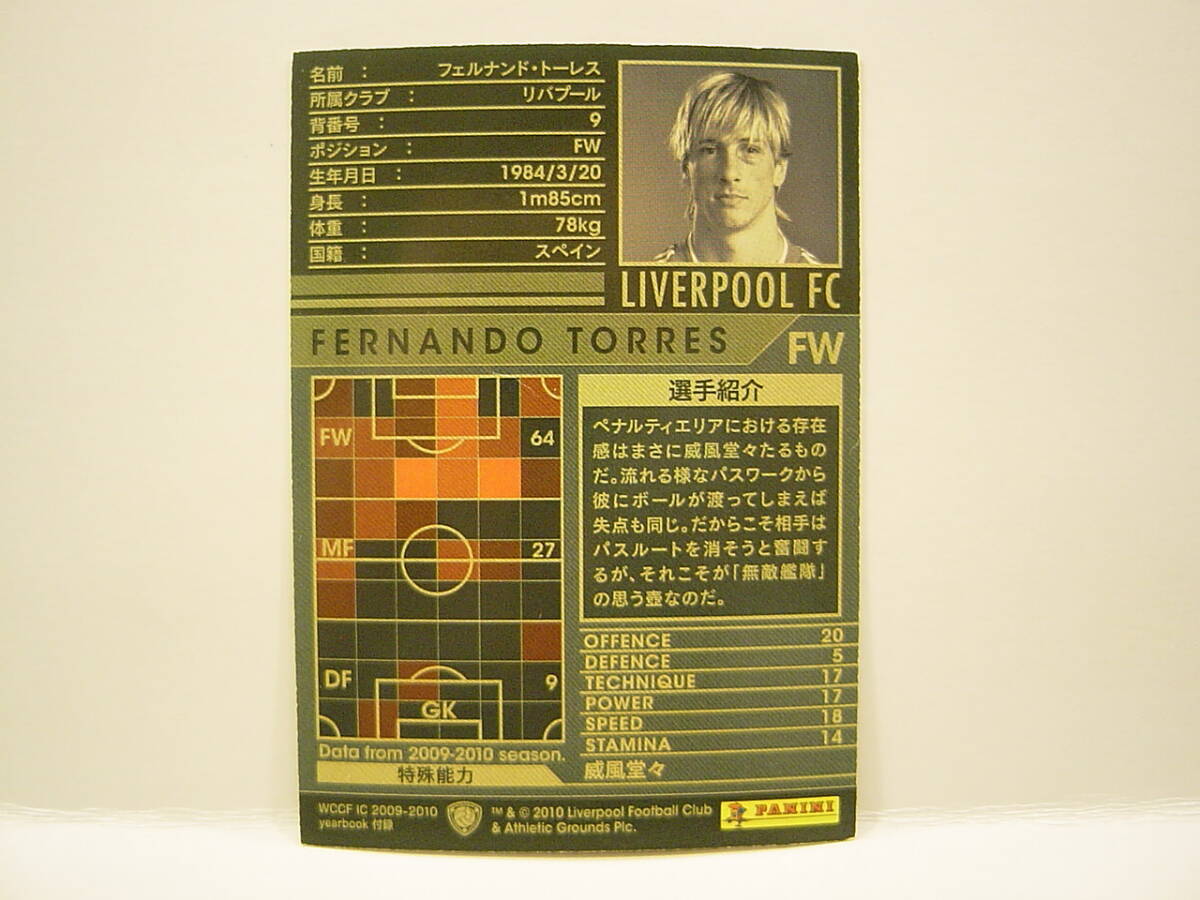 名前 : フェルナンド・トーレス
所属クラブ : リバプール
背番号 : 9
ポジション : FW
生年月日 : 1984/3/20
身長 : 1m85cm
体重 : 78kg
国籍 : スペイン
LIVERPOOL FC
FERNANDO TORRES FW
FW 64
MF 27
DF 9
GK
Data from 2009-2010 season.
特殊能力
選手紹介
ペナルティエリアにおける存在
感はまさに威風堂々たるもの
だ。流れる様なパスワークから
彼にボールが渡ってしまえば
失点も同じ。だからこそ相手は
パスルートを消そうと奮闘す
るが、それこそが「無敵艦隊」
の思う壺なのだ。
OFFENCE 20
DEFENCE 5
TECHNIQUE 17
POWER 17
SPEED 18
STAMINA 14
威風堂々
WCCF IC 2009-2010
yearbook 付録
™ & © 2010 Liverpool Football Club
& Athletic Grounds Plc.
PANINI